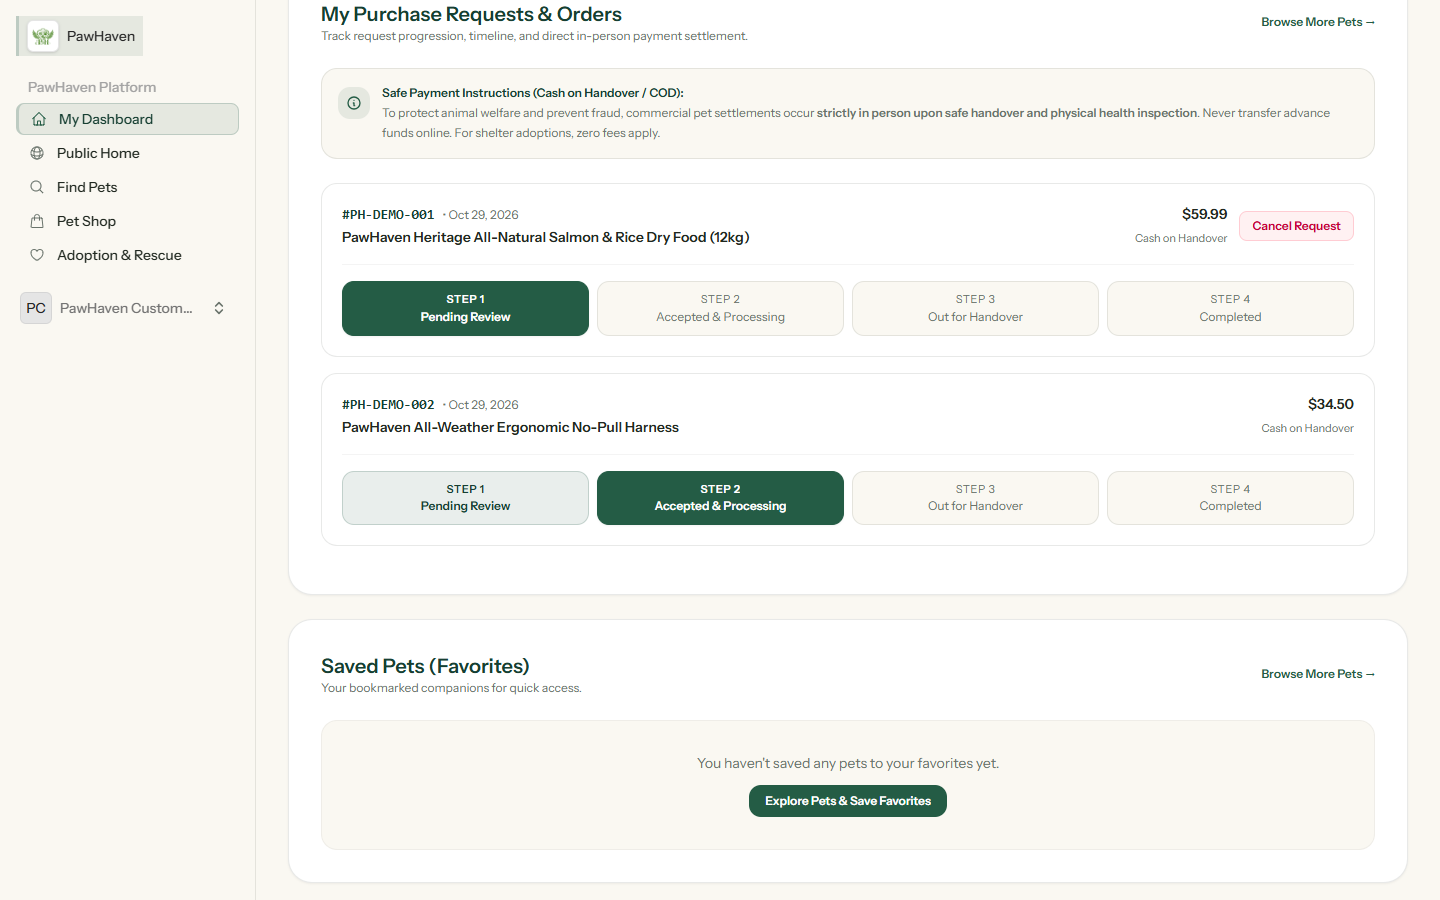 PawHaven
PawHaven Platform
My Dashboard
Public Home
Find Pets
Pet Shop
Adoption & Rescue
PC
PawHaven Custom...
My Purchase Requests & Orders
Track request progression, timeline, and direct in-person payment settlement.
Browse More Pets →
Safe Payment Instructions (Cash on Handover / COD):
To protect animal welfare and prevent fraud, commercial pet settlements occur strictly in person upon safe handover and physical health inspection. Never transfer advance
funds online. For shelter adoptions, zero fees apply.
#PH-DEMO-001 • Oct 29, 2026
PawHaven Heritage All-Natural Salmon & Rice Dry Food (12kg)
$59.99
Cash on Handover
Cancel Request
STEP 1
Pending Review
STEP 2
Accepted & Processing
STEP 3
Out for Handover
STEP 4
Completed
#PH-DEMO-002 • Oct 29, 2026
PawHaven All-Weather Ergonomic No-Pull Harness
$34.50
Cash on Handover
STEP 1
Pending Review
STEP 2
Accepted & Processing
STEP 3
Out for Handover
STEP 4
Completed
Saved Pets (Favorites)
Your bookmarked companions for quick access.
Browse More Pets →
You haven't saved any pets to your favorites yet.
Explore Pets & Save Favorites